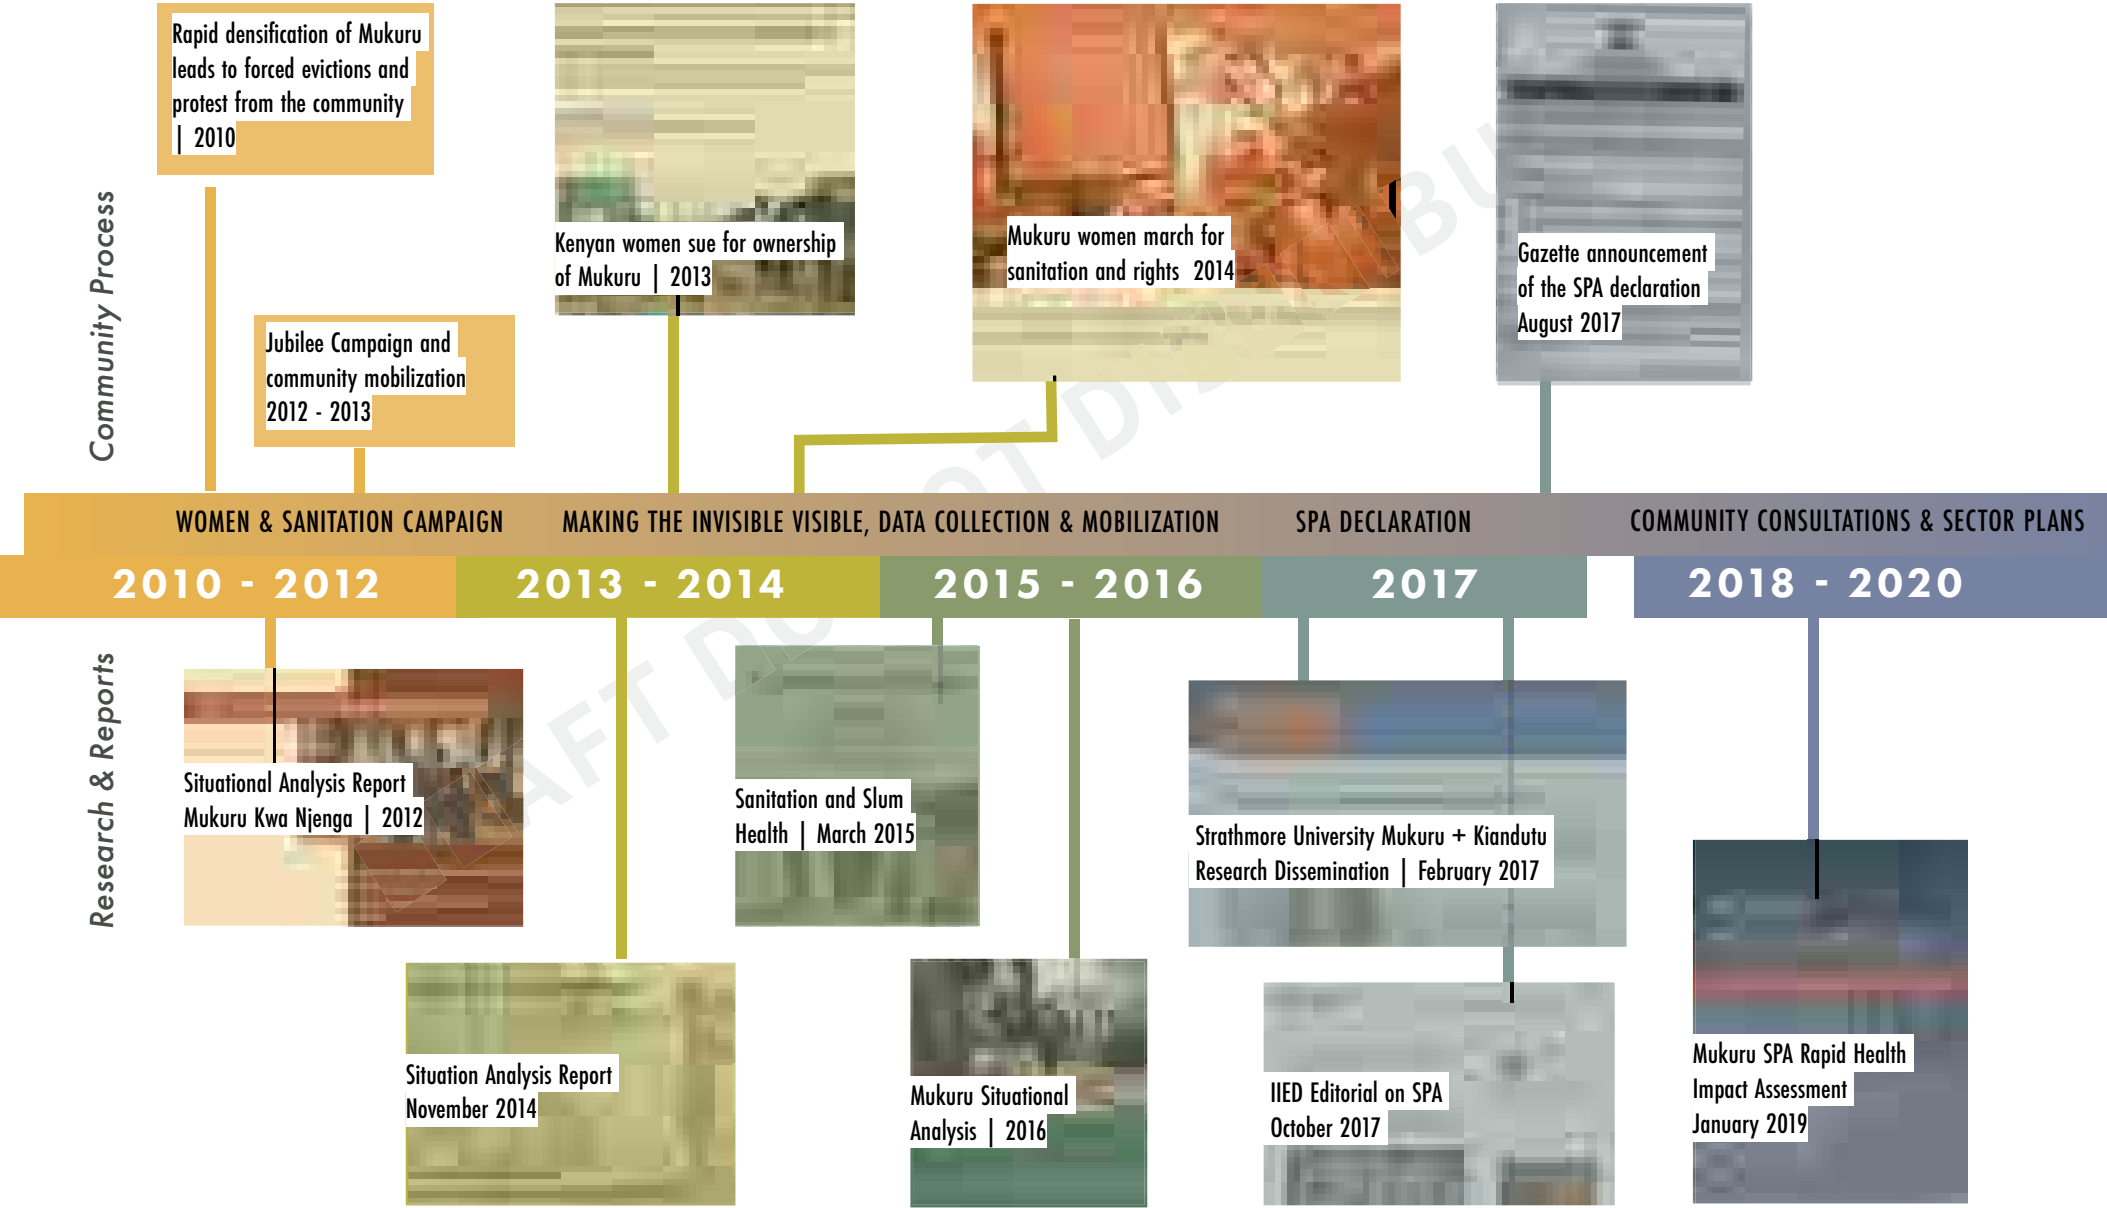 Rapid densification of Mukuru
leads to forced evictions and
protest from the community
| 2010
Jubilee Campaign and
community mobilization
2012 - 2013
Kenyan women sue for ownership
of Mukuru | 2013
Mukuru women march for
sanitation and rights 2014
Gazette announcement
of the SPA declaration
August 2017
Community Process
WOMEN & SANITATION CAMPAIGN
MAKING THE INVISIBLE VISIBLE, DATA COLLECTION & MOBILIZATION
SPA DECLARATION
COMMUNITY CONSULTATIONS & SECTOR PLANS
2010 - 2012
2013 - 2014
2015 - 2016
2017
2018 - 2020
Research & Reports
Situational Analysis Report
Mukuru Kwa Njenga | 2012
Situation Analysis Report
November 2014
Sanitation and Slum
Health | March 2015
Mukuru Situational
Analysis | 2016
Strathmore University Mukuru + Kiandutu
Research Dissemination | February 2017
IIED Editorial on SPA
October 2017
Mukuru SPA Rapid Health
Impact Assessment
January 2019